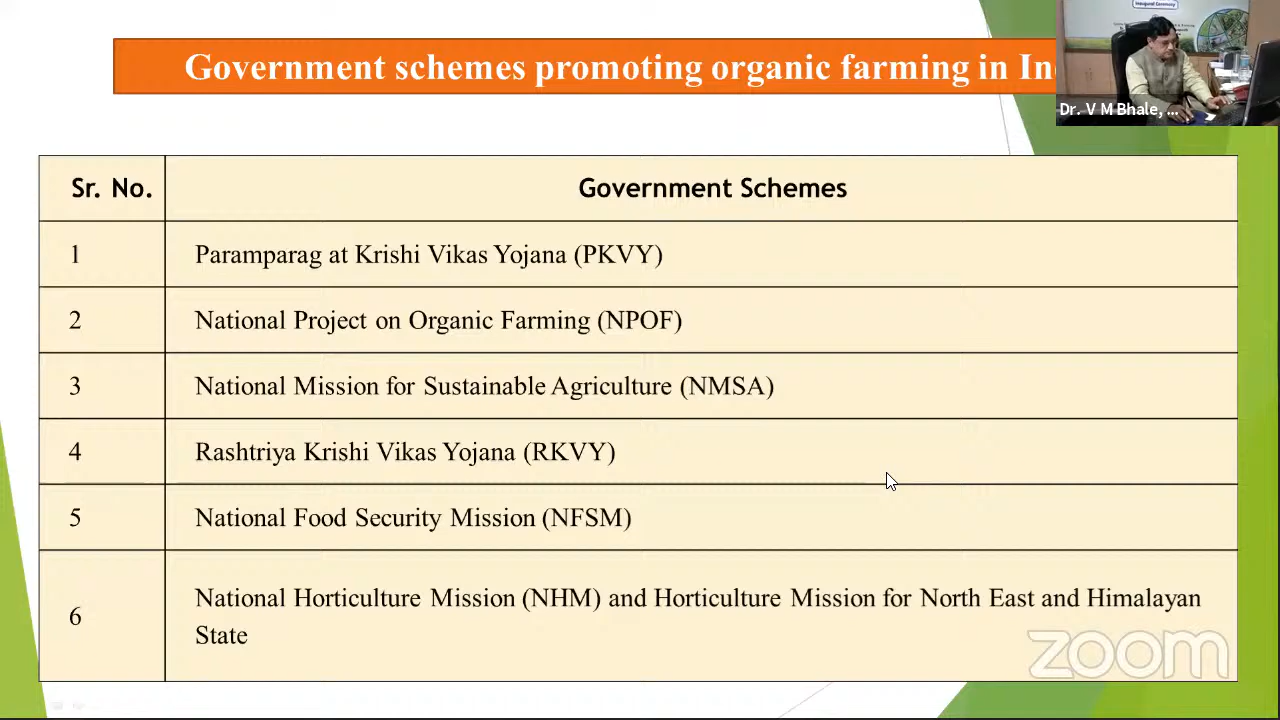 Government schemes promoting organic farming in In
Inaugural Ceremony
Dr. V M Bhale, ...
Sr. No. Government Schemes
1 Paramparag at Krishi Vikas Yojana (PKVY)
2 National Project on Organic Farming (NPOF)
3 National Mission for Sustainable Agriculture (NMSA)
4 Rashtriya Krishi Vikas Yojana (RKVY)
5 National Food Security Mission (NFSM)
6 National Horticulture Mission (NHM) and Horticulture Mission for North East and Himalayan
State
zoom